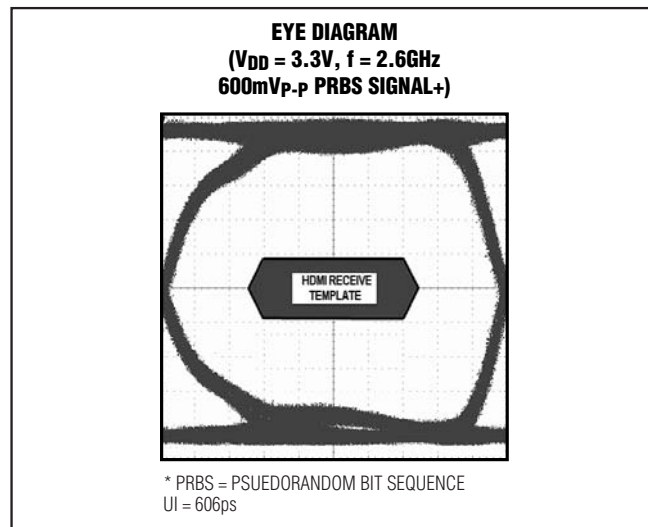 EYE DIAGRAM
(VDD = 3.3V, f = 2.6GHz
600mVP-P PRBS SIGNAL+)
HDMI RECEIVE
TEMPLATE
* PRBS = PSUEDORANDOM BIT SEQUENCE
UI = 606ps